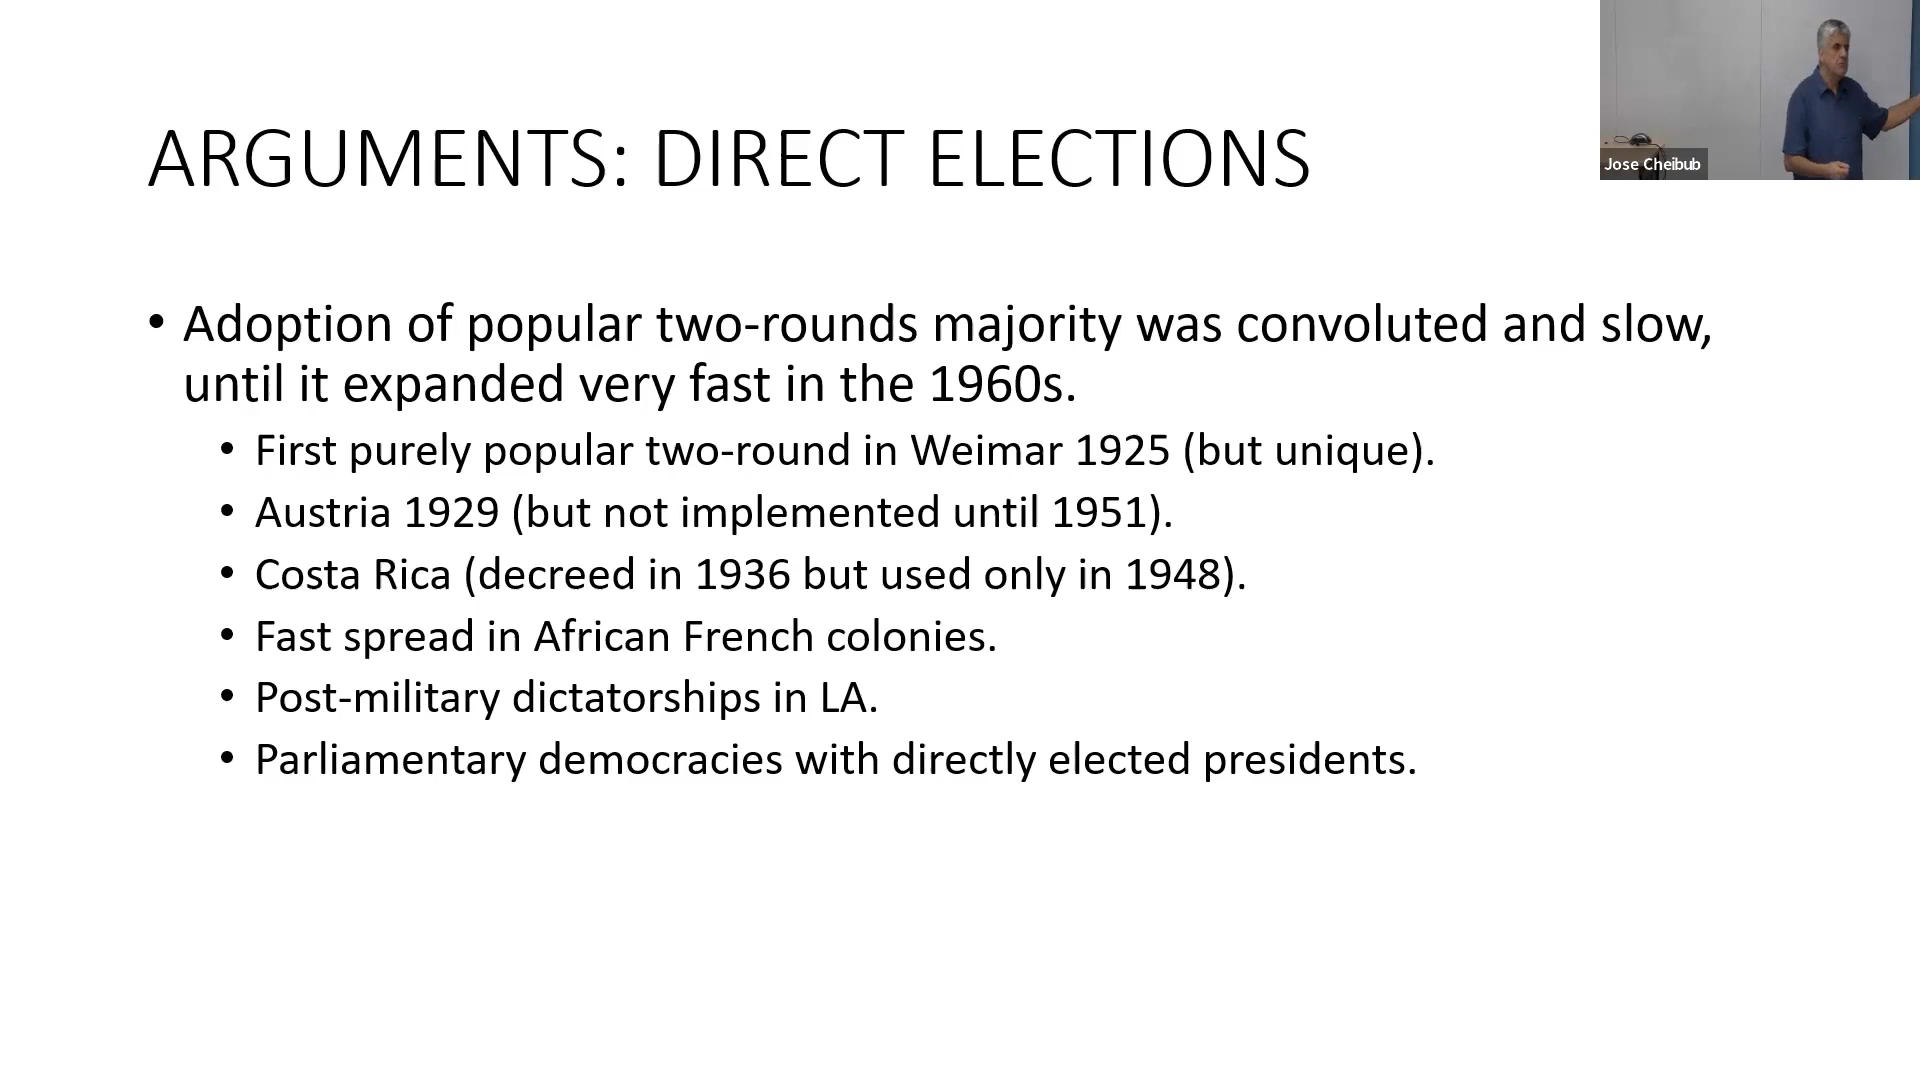 ARGUMENTS: DIRECT ELECTIONS
Jose Cheibub
• Adoption of popular two-rounds majority was convoluted and slow,
until it expanded very fast in the 1960s.
• First purely popular two-round in Weimar 1925 (but unique).
• Austria 1929 (but not implemented until 1951).
• Costa Rica (decreed in 1936 but used only in 1948).
• Fast spread in African French colonies.
• Post-military dictatorships in LA.
• Parliamentary democracies with directly elected presidents.